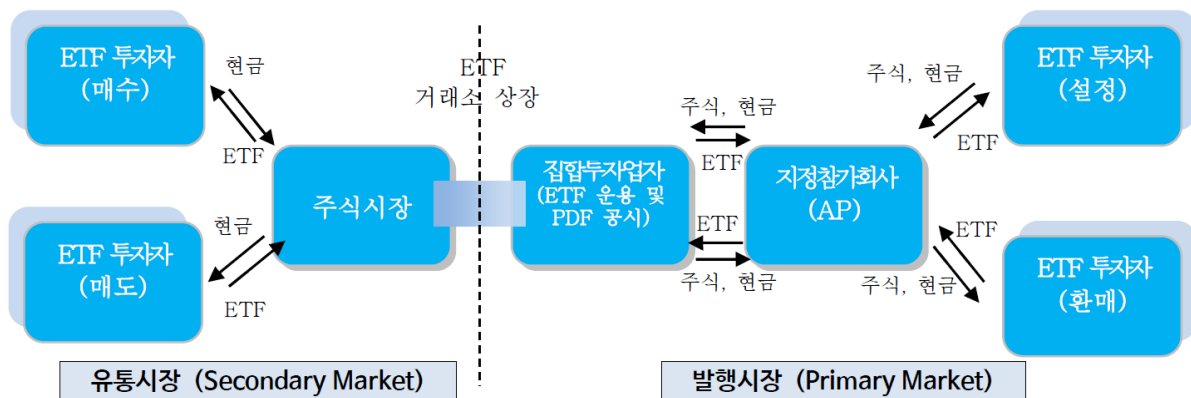 ETF 투자자
(매수)
현금
ETF
ETF 투자자
(매도)
현금
ETF
주식시장
ETF
거래소 상장
집합투자업자
(ETF 운용 및
PDF 공시)
주식, 현금
ETF
ETF
주식, 현금
지정참가회사
(AP)
주식, 현금
ETF
ETF 투자자
(설정)
ETF
주식, 현금
ETF 투자자
(환매)
유통시장 (Secondary Market)
발행시장 (Primary Market)